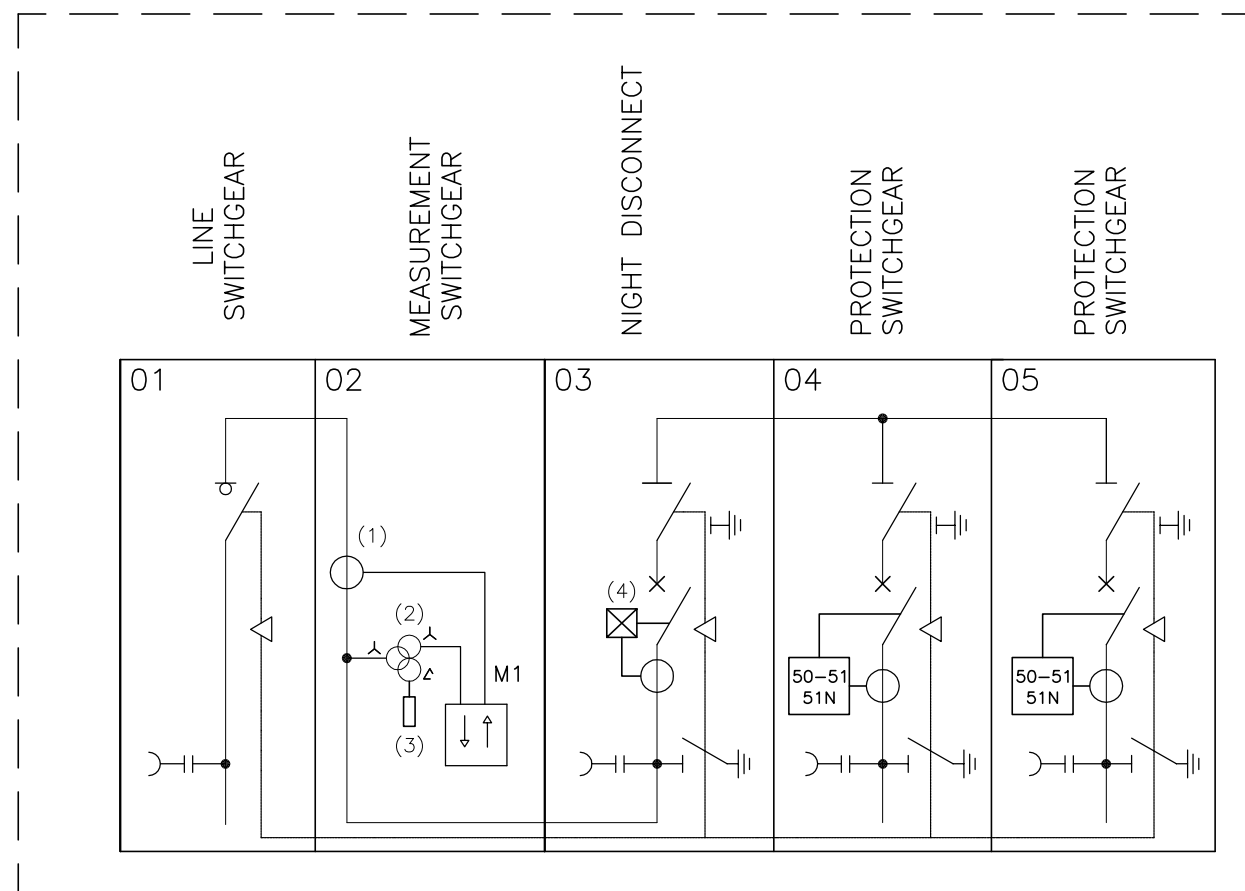 LINE
SWITCHGEAR
MEASUREMENT
SWITCHGEAR
NIGHT DISCONNECT
PROTECTION
SWITCHGEAR
PROTECTION
SWITCHGEAR
01
02
03
04
05
(1)
(2)
(3)
M1
(4)
50-51
51N
50-51
51N